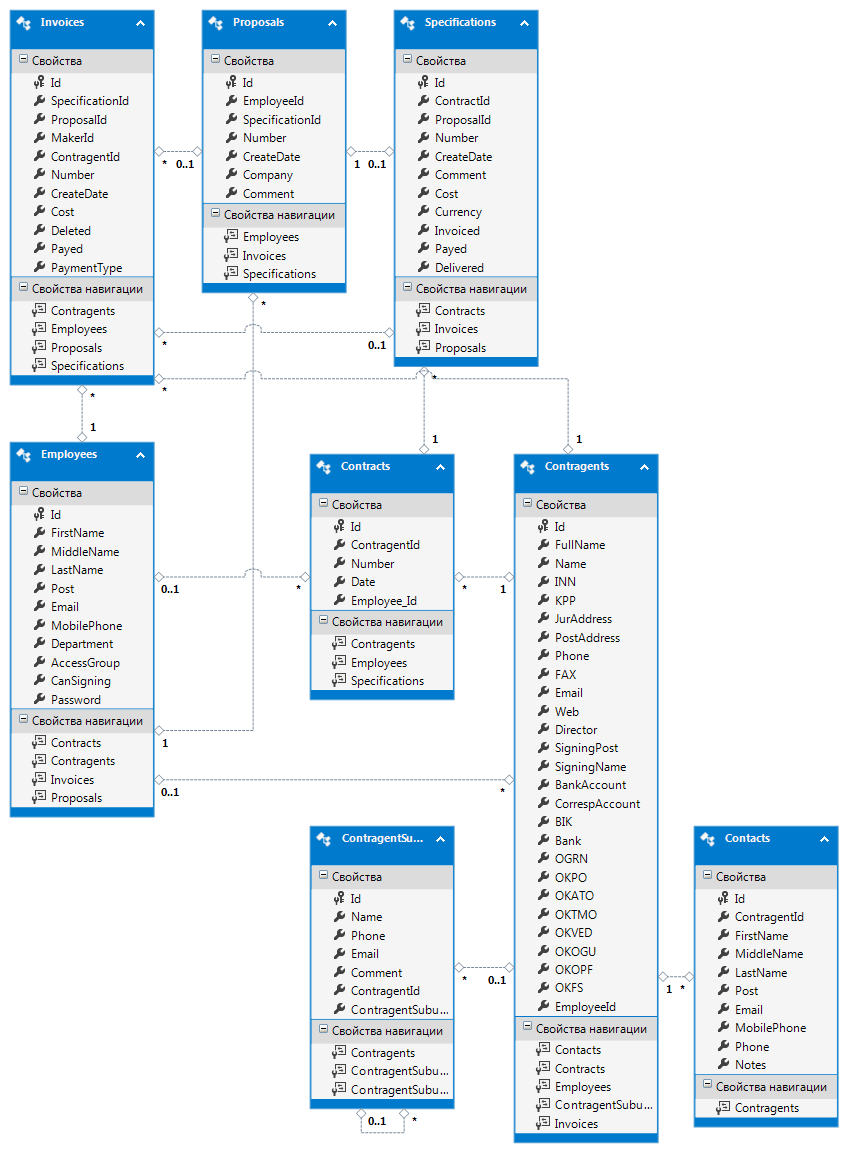 Invoices
Свойства
Id
SpecificationId
ProposalId
MakerId
ContragentId
Number
CreateDate
Cost
Deleted
Payed
PaymentType
Свойства навигации
Contragents
Employees
Proposals
Specifications
Proposals
Свойства
Id
EmployeeId
SpecificationId
Number
CreateDate
Company
Comment
Свойства навигации
Employees
Invoices
Specifications
Specifications
Свойства
Id
ContractId
ProposalId
Number
CreateDate
Comment
Cost
Currency
Invoiced
Payed
Delivered
Свойства навигации
Contracts
Invoices
Proposals
* 0..1
1 0..1
*
* 0..1
*
*
*
1
1
1
Employees
Свойства
Id
FirstName
MiddleName
LastName
Post
Email
MobilePhone
Department
AccessGroup
CanSigning
Password
Свойства навигации
Contracts
Contragents
Invoices
Proposals
Contracts
Свойства
Id
ContragentId
Number
Date
Employee_Id
Свойства навигации
Contragents
Employees
Specifications
Contragents
Свойства
Id
FullName
Name
INN
KPP
JurAddress
PostAddress
Phone
FAX
Email
Web
Director
SigningPost
SigningName
BankAccount
CorrespAccount
BIK
Bank
OGRN
OKPO
OKATO
OKTMO
OKVED
OKOGU
OKOPF
OKFS
EmployeeId
Свойства навигации
Contacts
Contracts
Employees
ContragentSubu...
Invoices
0..1 *
* 1
1
0..1 *
ContragentSu...
Свойства
Id
Name
Phone
Email
Comment
ContragentId
ContragentSubu...
Свойства навигации
Contragents
ContragentSubu...
ContragentSubu...
* 0..1
0..1 *
1 *
Contacts
Свойства
Id
ContragentId
FirstName
MiddleName
LastName
Post
Email
MobilePhone
Phone
Notes
Свойства навигации
Contragents